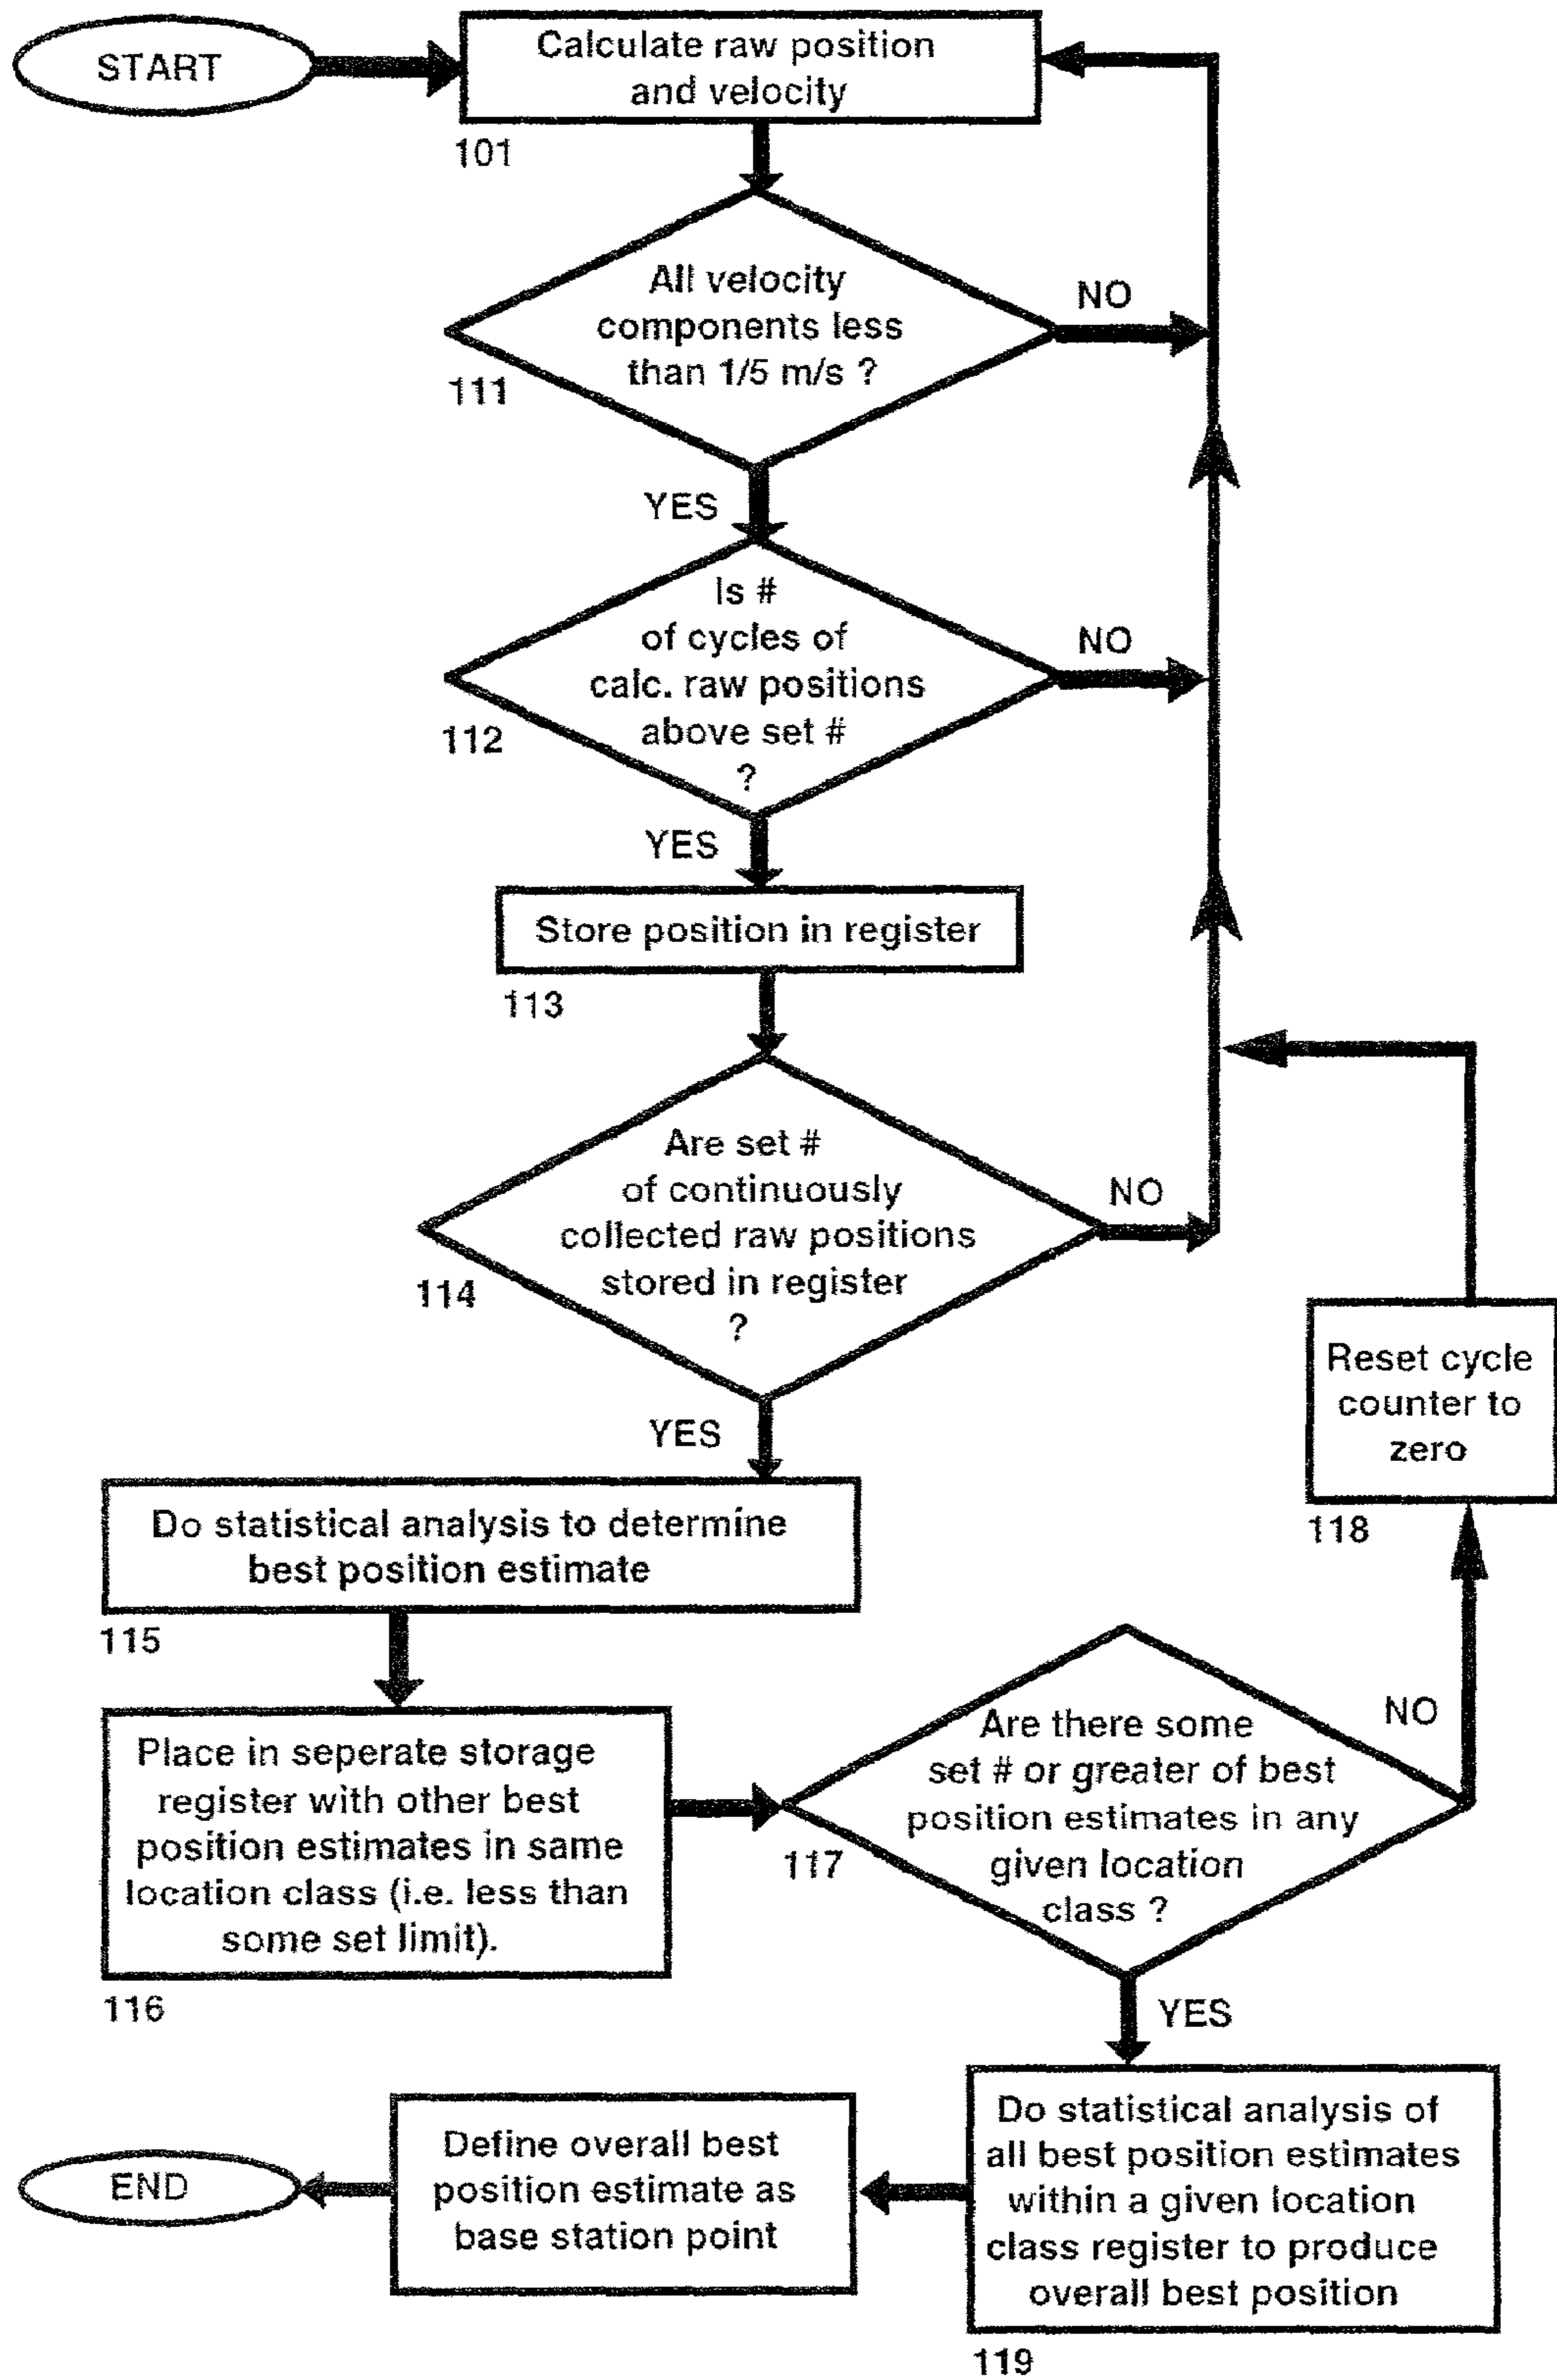 START
Calculate raw position
and velocity
101
All velocity
components less
than 1/5 m/s ?
111
NO
YES
Is #
of cycles of
calc. raw positions
above set #
?
112
NO
YES
Store position in register
113
Are set #
of continuously
collected raw positions
stored in register
?
114
NO
YES
Reset cycle
counter to
zero
118
Do statistical analysis to determine
best position estimate
115
Place in seperate storage
register with other best
position estimates in same
location class (i.e. less than
some set limit).
116
Are there some
set # or greater of best
position estimates in any
given location
class ?
117
NO
YES
Do statistical analysis of
all best position estimates
within a given location
class register to produce
overall best position
119
Define overall best
position estimate as
base station point
END